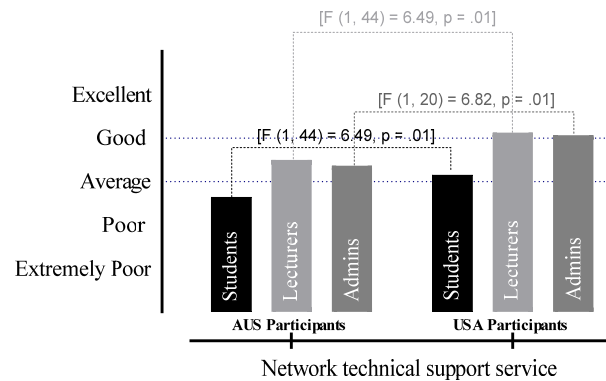 [F (1, 44) = 6.49, p = .01]
Excellent
[F (1, 20) = 6.82, p = .01]
Good
[F (1, 44) = 6.49, p = .01]
Average
Poor
Extremely Poor
Students
Lecturers
Admins
Students
Lecturers
Admins
AUS Participants
USA Participants
Network technical support service